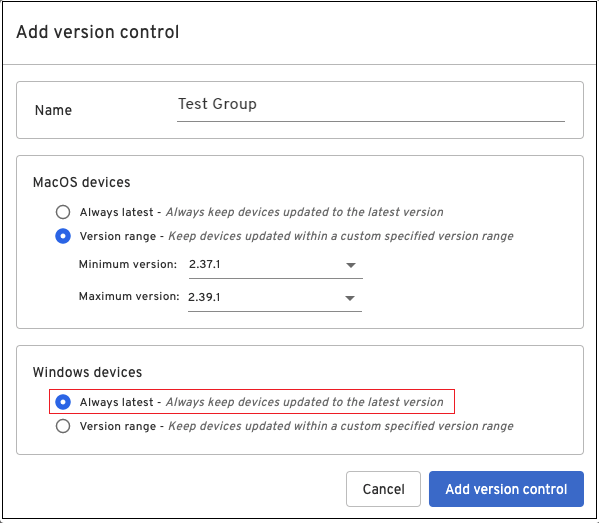 Add version control
Name
Test Group
MacOS devices
Always latest - Always keep devices updated to the latest version
Version range - Keep devices updated within a custom specified version range
Minimum version: 2.37.1
Maximum version: 2.39.1
Windows devices
Always latest - Always keep devices updated to the latest version
Version range - Keep devices updated within a custom specified version range
Cancel
Add version control